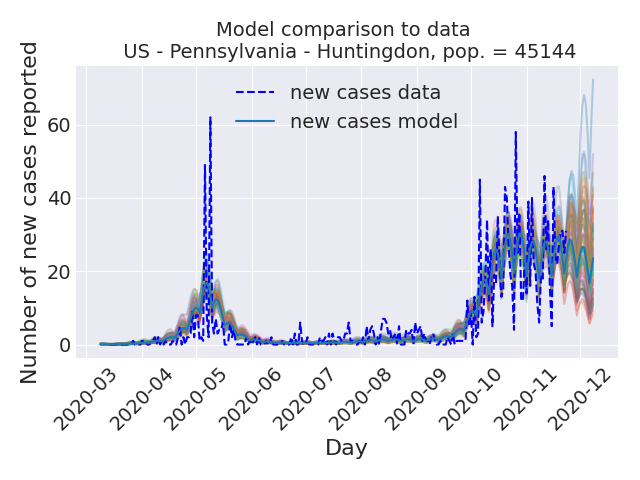 Model comparison to data
US - Pennsylvania - Huntingdon, pop. = 45144
new cases data
new cases model
Number of new cases reported
60
40
20
0
2020-03
2020-04
2020-05
2020-06
2020-07
2020-08
2020-09
2020-10
2020-11
2020-12
Day